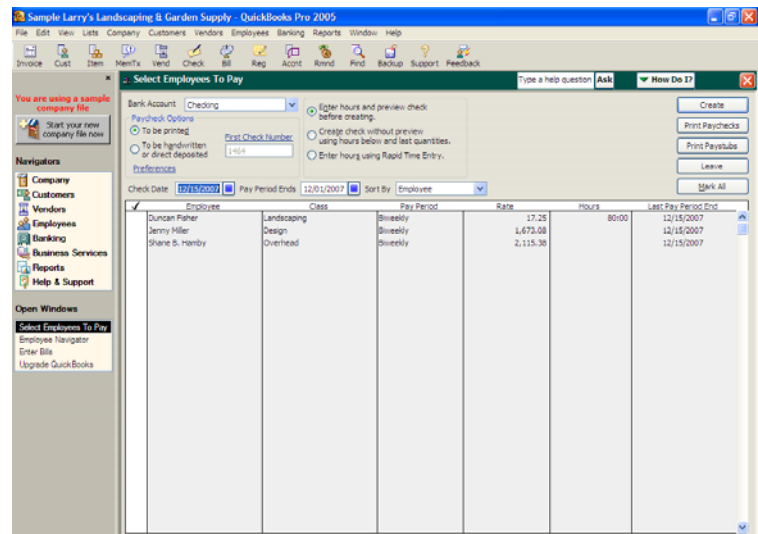 Sample Larry's Landscaping & Garden Supply - QuickBooks Pro 2005
File Edit View Lists Company Customers Vendors Employees Banking Reports Window Help
Invoice Cust Item MemTx Vend Check Bill Reg Accnt Rmnd Find Backup Support Feedback
Select Employees To Pay Type a help question Ask How Do I?
You are using a sample
company file
Start your new
company file now
Navigators
Company
Customers
Vendors
Employees
Banking
Business Services
Reports
Help & Support
Open Windows
Select Employees To Pay
Employee Navigator
Enter Bills
Upgrade QuickBooks
Bank Account Checking
Paycheck Options
To be printed
To be handwritten
or direct deposited
First Check Number
1464
Preferences
Enter hours and preview check
before creating.
Create check without preview
using hours below and last quantities.
Enter hours using Rapid Time Entry.
Create
Print Paychecks
Print Paystubs
Leave
Mark All
Check Date 12/15/2007 Pay Period Ends 12/01/2007 Sort By Employee
Employee Class Pay Period Rate Hours Last Pay Period End
Duncan Fisher Landscaping Biweekly 17.25 80:00 12/15/2007
Jenny Miller Design Biweekly 1,673.08 12/15/2007
Shane B. Hamby Overhead Biweekly 2,115.38 12/15/2007